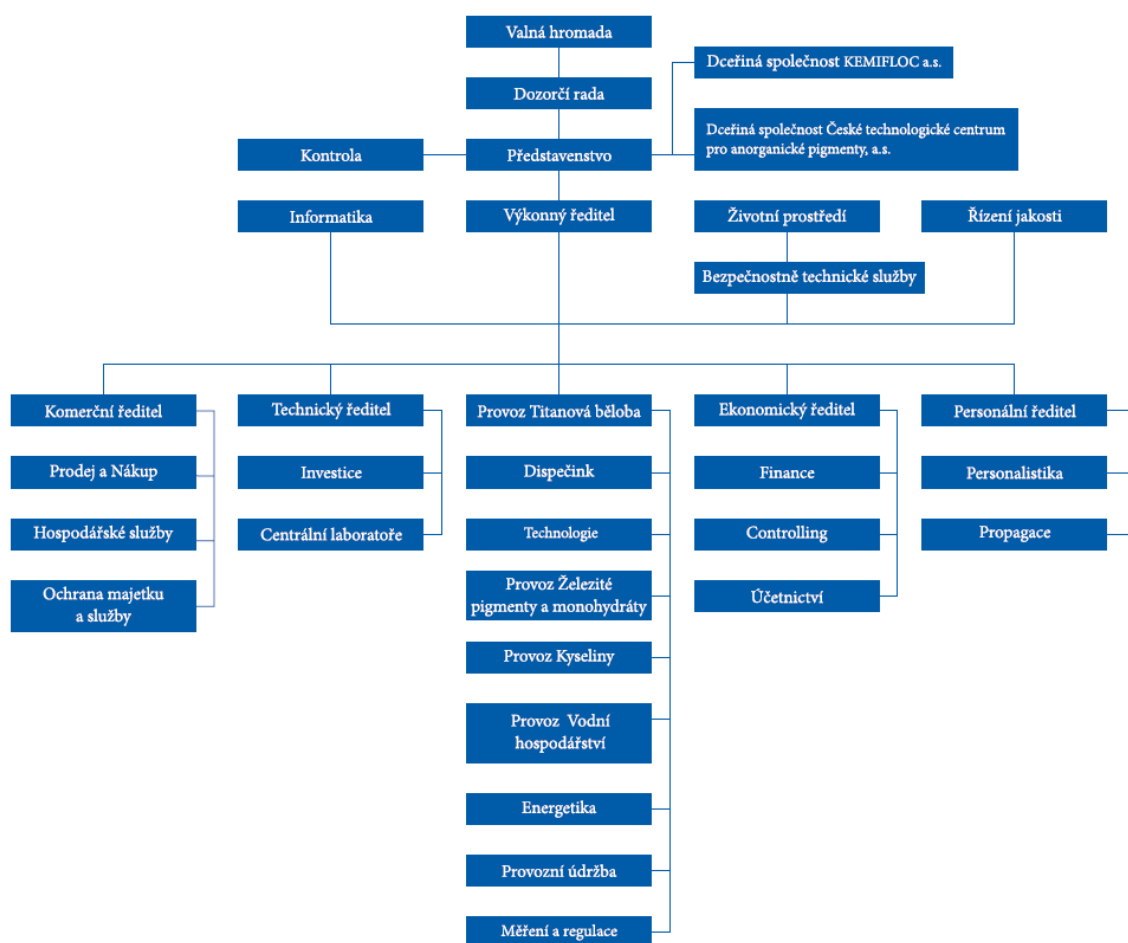 Valná hromada
Dceřiná společnost KEMIFLOC a.s.
Dozorčí rada
Dceřiná společnost České technologické centrum
pro anorganické pigmenty, a.s.
Kontrola
Představenstvo
Informatika
Výkonný ředitel
Životní prostředí
Řízení jakosti
Bezpečnostně technické služby
Komerční ředitel
Prodej a Nákup
Hospodářské služby
Ochrana majetku
a služby
Technický ředitel
Investice
Centrální laboratoře
Provoz Titanová běloba
Dispečink
Technologie
Provoz Železité
pigmenty a monohydráty
Provoz Kyseliny
Provoz Vodní
hospodářství
Energetika
Provozní údržba
Měření a regulace
Ekonomický ředitel
Finance
Controlling
Účetnictví
Personální ředitel
Personalistika
Propagace